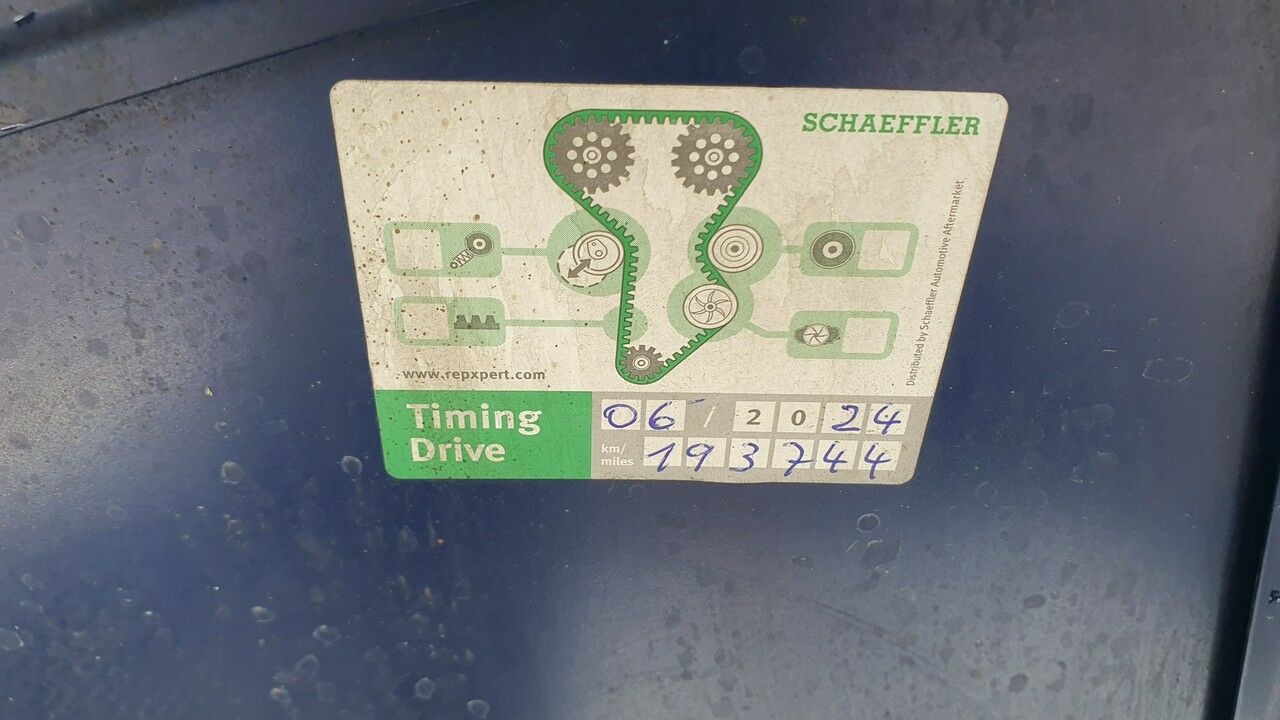 SCHAEFFLER
Distributed by Schaeffler Automotive Aftermarket
www.repxpert.com
Timing
Drive
06 / 2024
km/
miles
193744